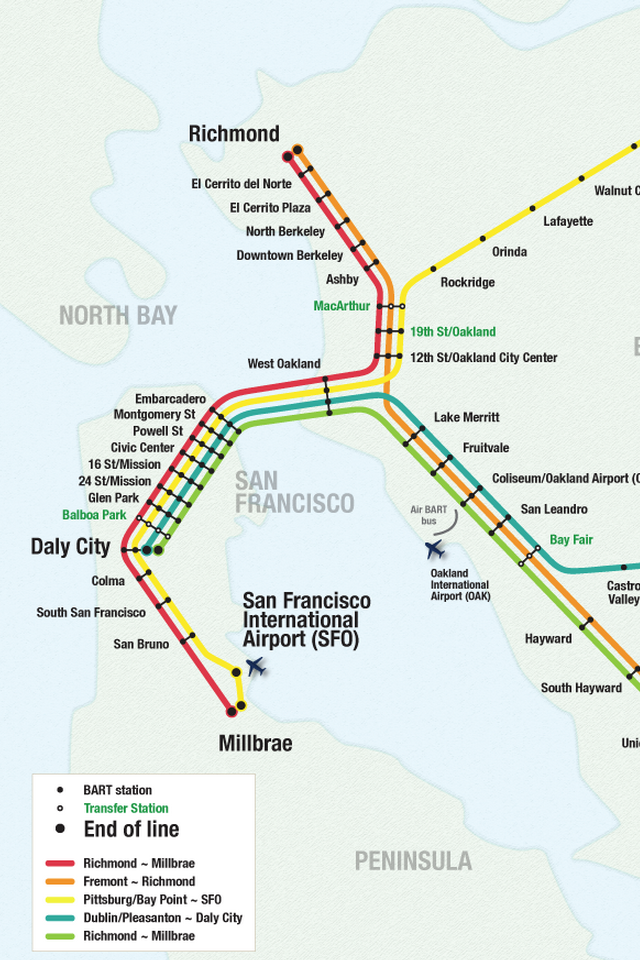 Richmond
El Cerrito del Norte
El Cerrito Plaza
North Berkeley
Downtown Berkeley
Ashby
MacArthur
19th St/Oakland
12th St/Oakland City Center
Walnut C
Lafayette
Orinda
Rockridge
NORTH BAY
E
West Oakland
Embarcadero
Montgomery St
Powell St
Civic Center
16 St/Mission
24 St/Mission
Glen Park
Balboa Park
Daly City
SAN
FRANCISCO
Lake Merritt
Fruitvale
Coliseum/Oakland Airport (
San Leandro
Bay Fair
Air BART
bus
Oakland
International
Airport (OAK)
Castro
Valley
Colma
South San Francisco
San Bruno
San Francisco
International
Airport (SFO)
Hayward
South Hayward
Unio
Millbrae
PENINSULA
BART station
Transfer Station
End of line
Richmond ~ Millbrae
Fremont ~ Richmond
Pittsburg/Bay Point ~ SFO
Dublin/Pleasanton ~ Daly City
Richmond ~ Millbrae